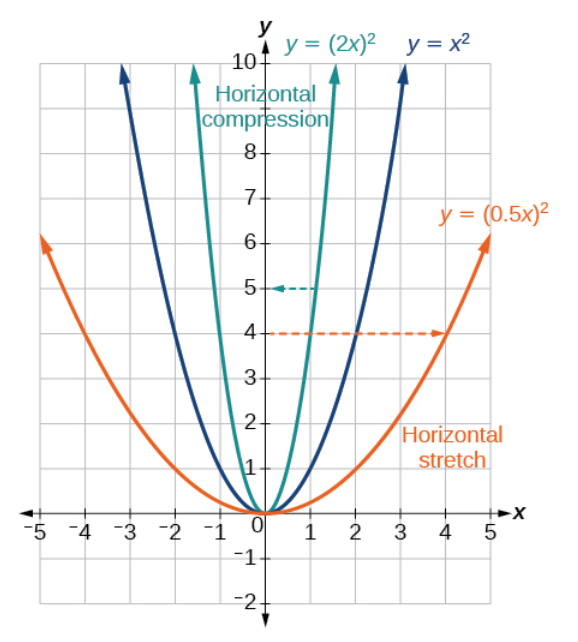 y
y = (2x)²
y = x²
10
Horizontal
compression
8
7
y = (0.5x)²
6
5
4
3
Horizontal
stretch
2
1
−5 −4 −3 −2 −1 0 1 2 3 4 5 x
−1
−2